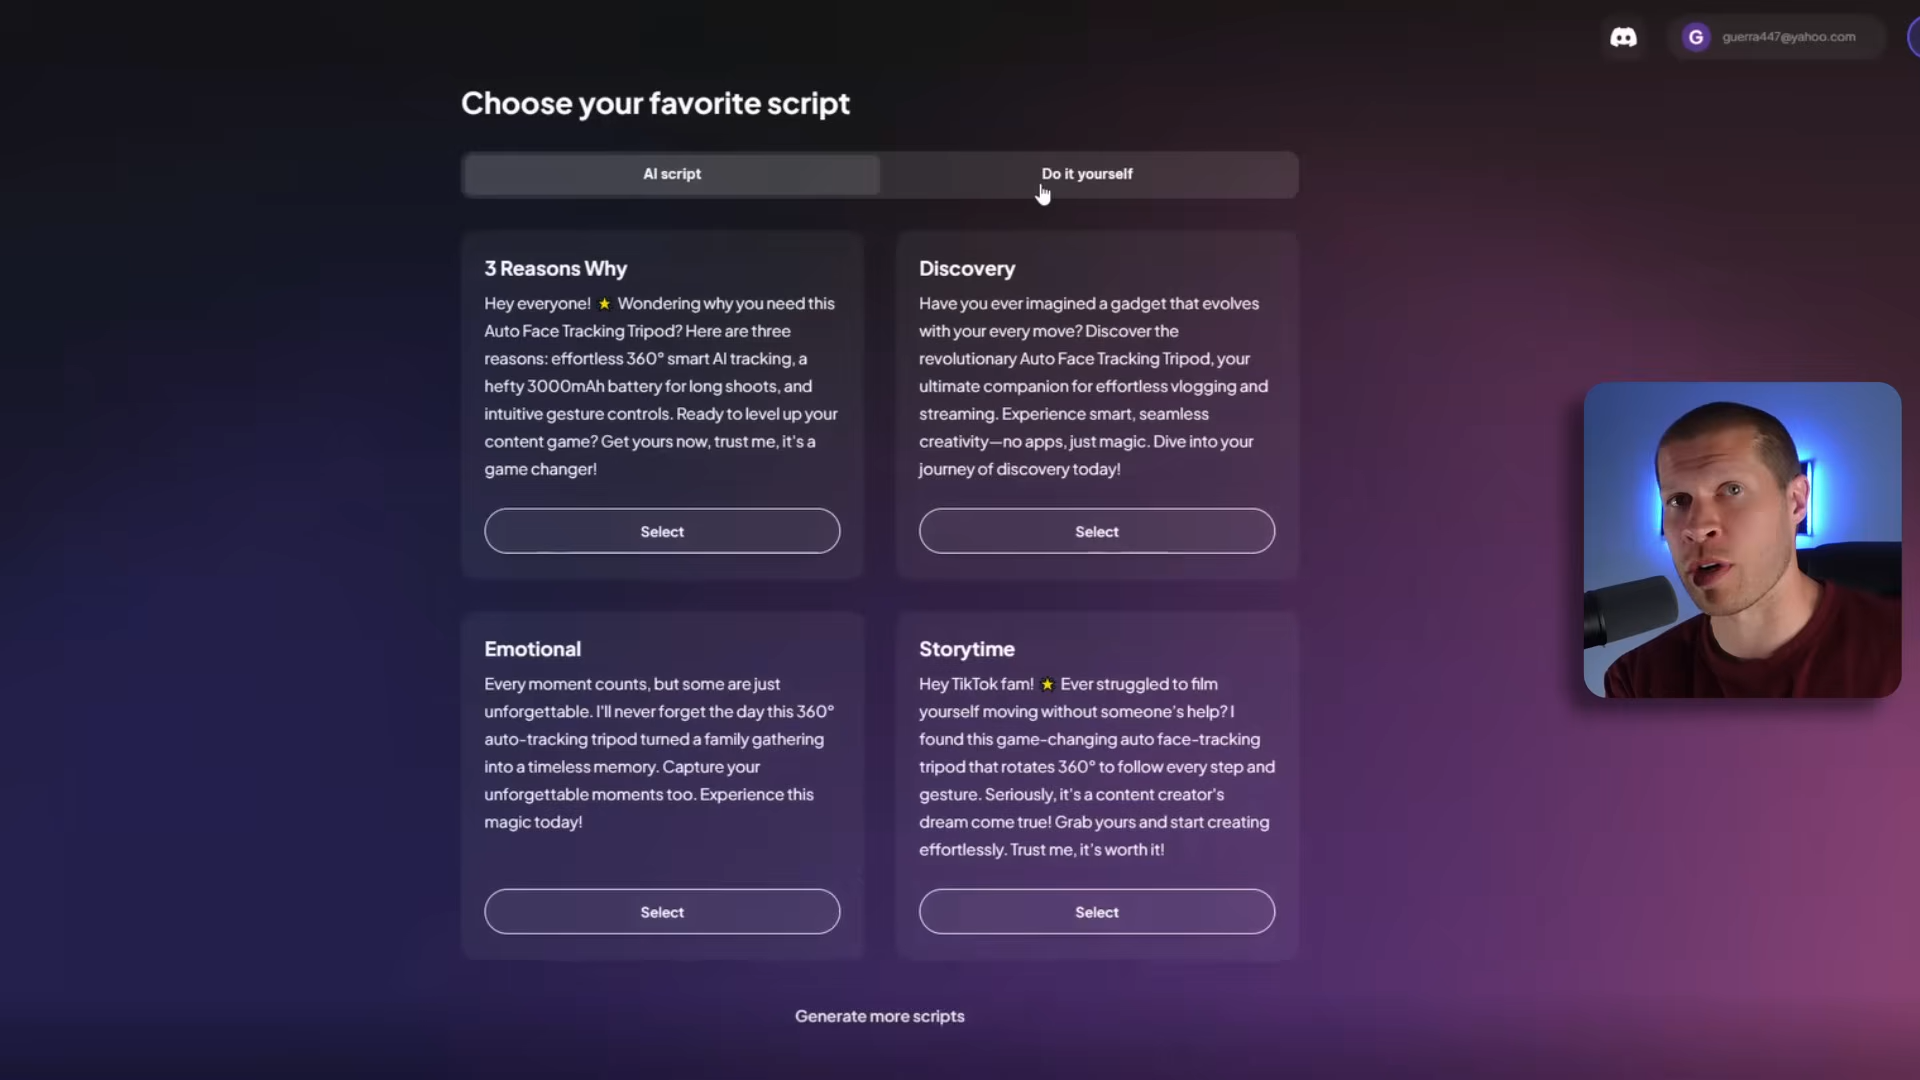 G guerra447@yahoo.com
Choose your favorite script
AI script
Do it yourself
3 Reasons Why
Hey everyone! ⭐ Wondering why you need this
Auto Face Tracking Tripod? Here are three
reasons: effortless 360° smart AI tracking, a
hefty 3000mAh battery for long shoots, and
intuitive gesture controls. Ready to level up your
content game? Get yours now, trust me, it's a
game changer!
Select
Discovery
Have you ever imagined a gadget that evolves
with your every move? Discover the
revolutionary Auto Face Tracking Tripod, your
ultimate companion for effortless vlogging and
streaming. Experience smart, seamless
creativity—no apps, just magic. Dive into your
journey of discovery today!
Select
Emotional
Every moment counts, but some are just
unforgettable. I'll never forget the day this 360°
auto-tracking tripod turned a family gathering
into a timeless memory. Capture your
unforgettable moments too. Experience this
magic today!
Select
Storytime
Hey TikTok fam! ⭐ Ever struggled to film
yourself moving without someone's help? I
found this game-changing auto face-tracking
tripod that rotates 360° to follow every step and
gesture. Seriously, it's a content creator's
dream come true! Grab yours and start creating
effortlessly. Trust me, it's worth it!
Select
Generate more scripts